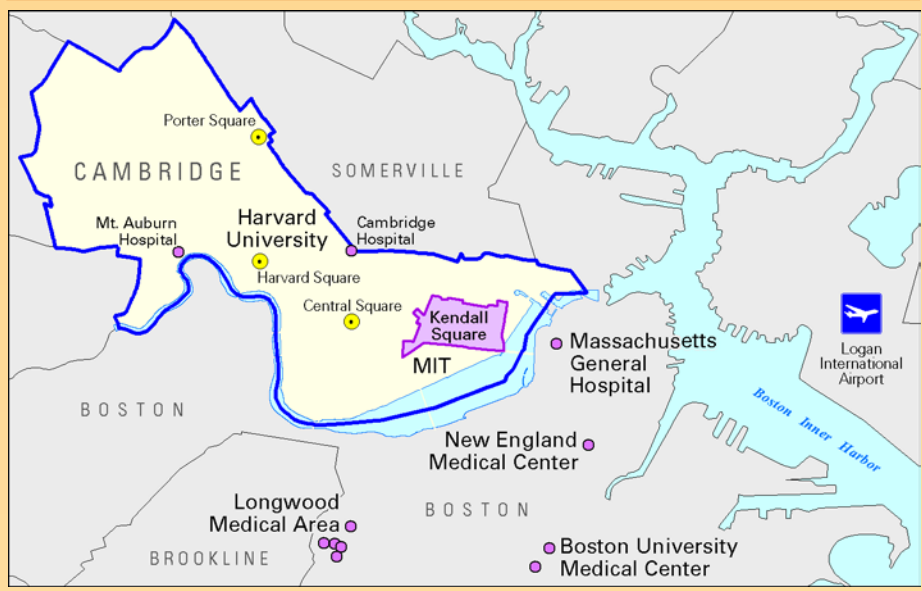 Porter Square
CAMBRIDGE
SOMERVILLE
Mt. Auburn
Hospital
Harvard
University
Cambridge
Hospital
Harvard Square
Central Square
Kendall
Square
MIT
Massachusetts
General
Hospital
Logan
International
Airport
BOSTON
Boston Inner Harbor
New England
Medical Center
Longwood
Medical Area
BOSTON
BROOKLINE
Boston University
Medical Center